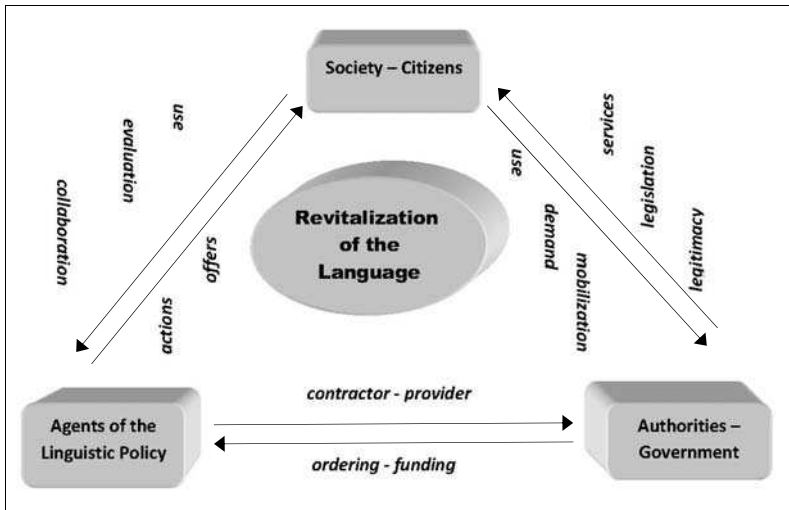 Society – Citizens
use
evaluation
collaboration
services
legislation
legitimacy
use
demand
mobilization
offers
actions
Revitalization
of the
Language
contractor - provider
Agents of the
Linguistic Policy
Authorities –
Government
ordering - funding